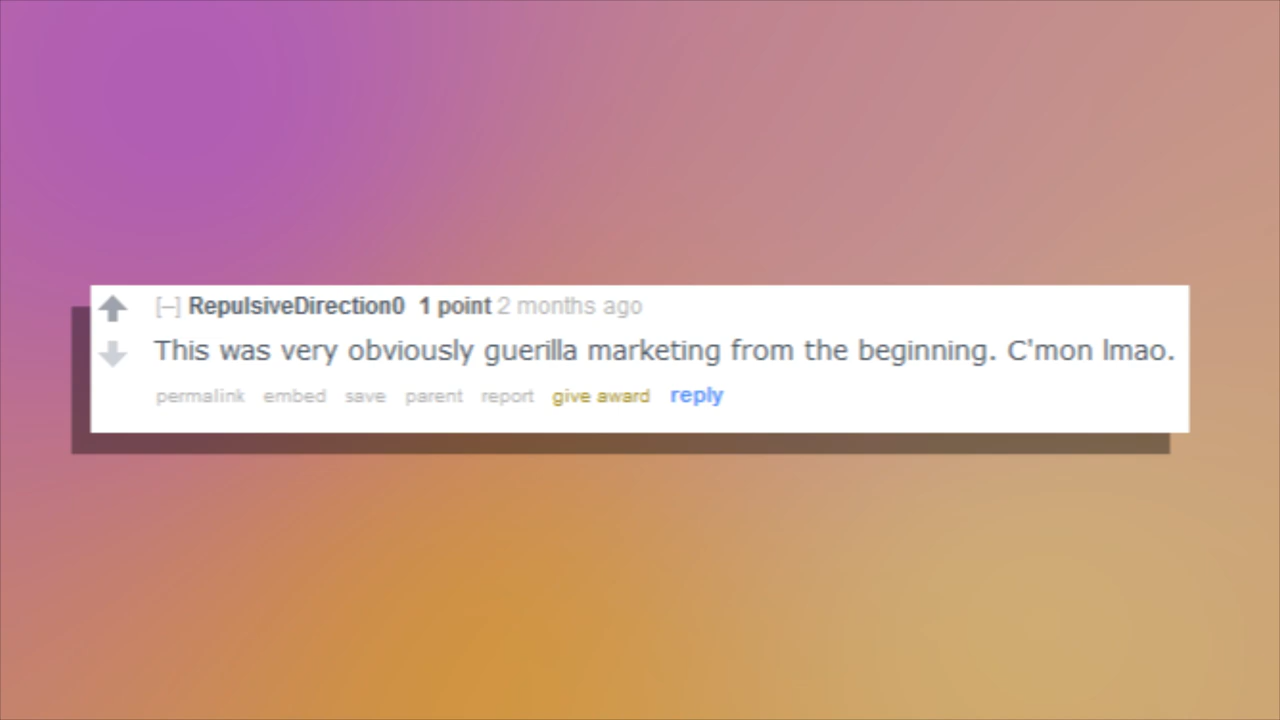 [–] RepulsiveDirection0 1 point 2 months ago
This was very obviously guerilla marketing from the beginning. C'mon lmao.
permalink embed save parent report give award reply